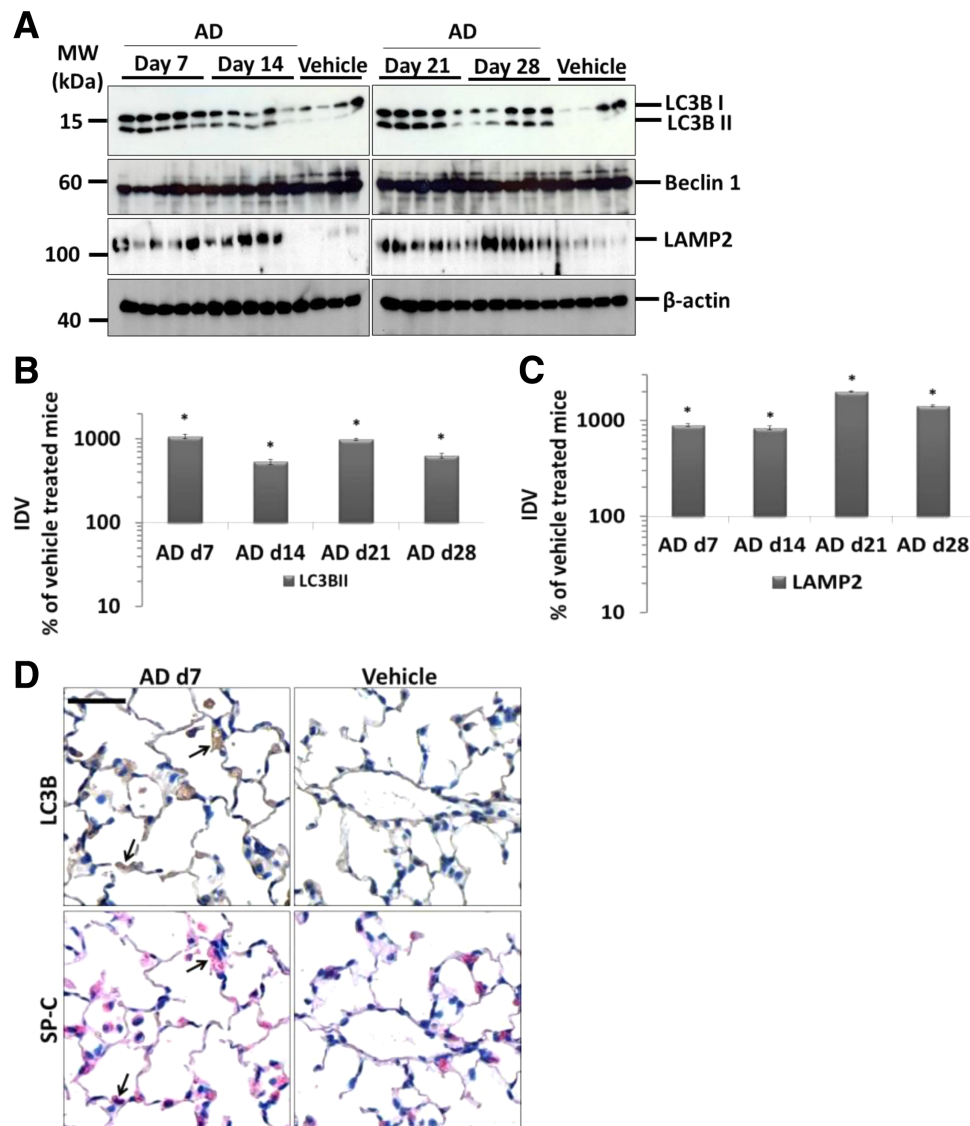 A
AD
AD
MW
(kDa)
Day 7
Day 14
Vehicle
Day 21
Day 28
Vehicle
15
LC3B I
LC3B II
60
Beclin 1
100
LAMP2
40
β-actin
B
IDV
% of vehicle treated mice
1000
100
10
*
*
*
*
AD d7
AD d14
AD d21
AD d28
LC3BII
C
IDV
% of vehicle treated mice
1000
100
10
*
*
*
*
AD d7
AD d14
AD d21
AD d28
LAMP2
D
AD d7
Vehicle
LC3B
SP-C